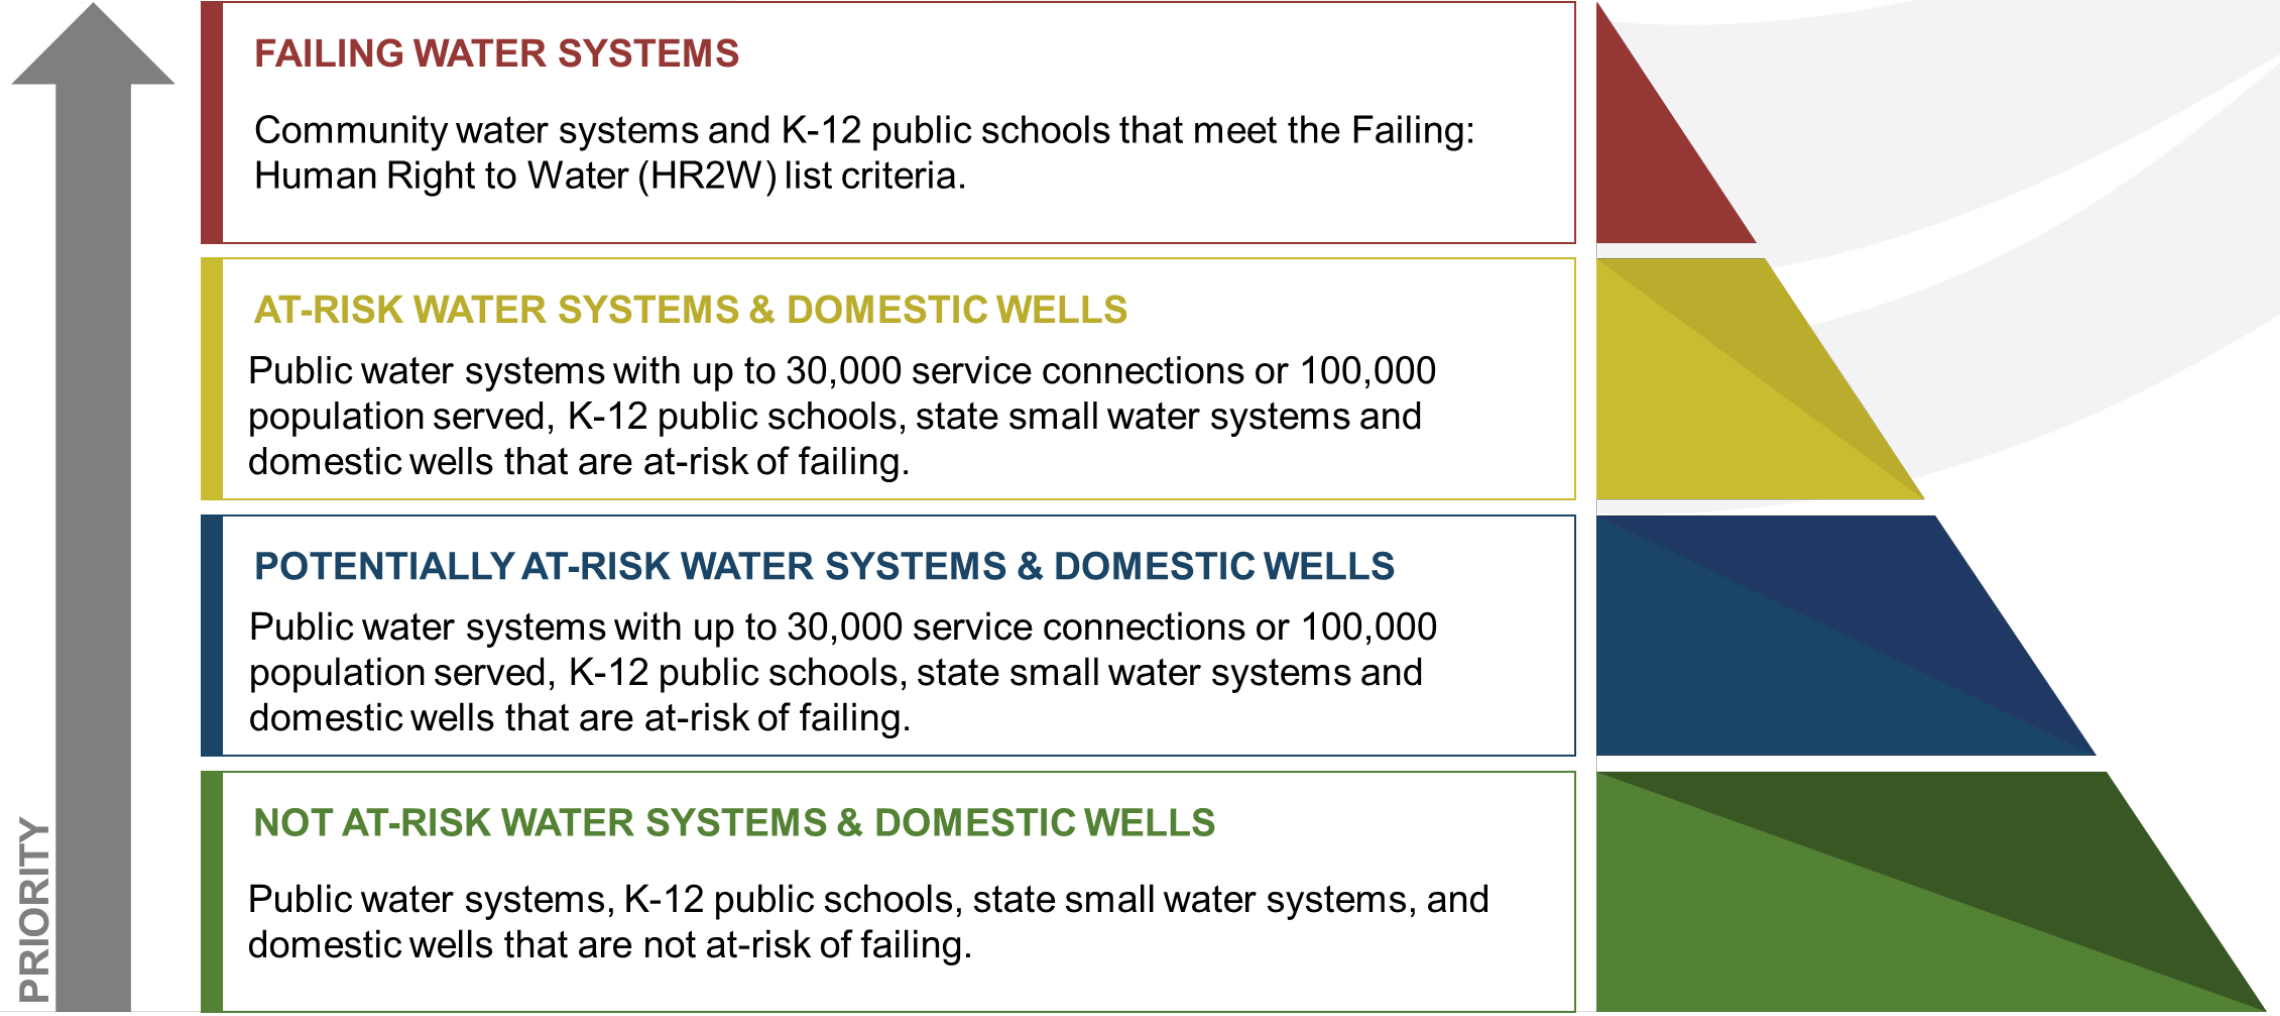 FAILING WATER SYSTEMS
Community water systems and K-12 public schools that meet the Failing:
Human Right to Water (HR2W) list criteria.
AT-RISK WATER SYSTEMS & DOMESTIC WELLS
Public water systems with up to 30,000 service connections or 100,000
population served, K-12 public schools, state small water systems and
domestic wells that are at-risk of failing.
POTENTIALLY AT-RISK WATER SYSTEMS & DOMESTIC WELLS
Public water systems with up to 30,000 service connections or 100,000
population served, K-12 public schools, state small water systems and
domestic wells that are at-risk of failing.
NOT AT-RISK WATER SYSTEMS & DOMESTIC WELLS
Public water systems, K-12 public schools, state small water systems, and
domestic wells that are not at-risk of failing.
PRIORITY